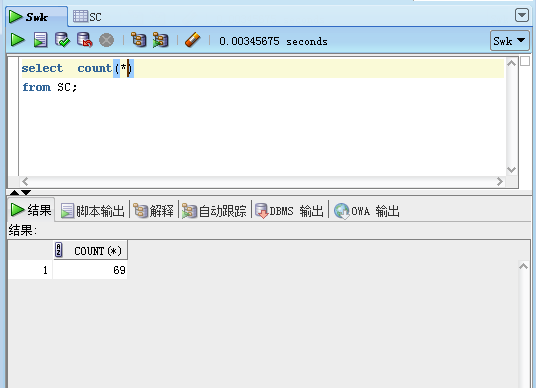 Swk SC
0.00345675 seconds Swk
select count(*)
from SC;
结果 脚本输出 解释 自动跟踪 DBMS 输出 OWA 输出
结果:
COUNT(*)
1 69